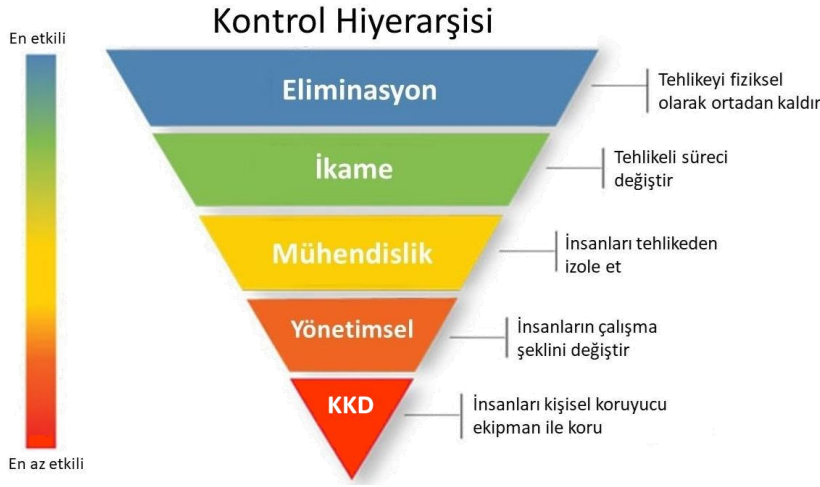 Kontrol Hiyerarşisi
En etkili
Eliminasyon
Tehlikeyi fiziksel
olarak ortadan kaldır
İkame
Tehlikeli süreci
değiştir
Mühendislik
İnsanları tehlikeden
izole et
Yönetimsel
İnsanların çalışma
şeklini değiştir
KKD
İnsanları kişisel koruyucu
ekipman ile koru
En az etkili